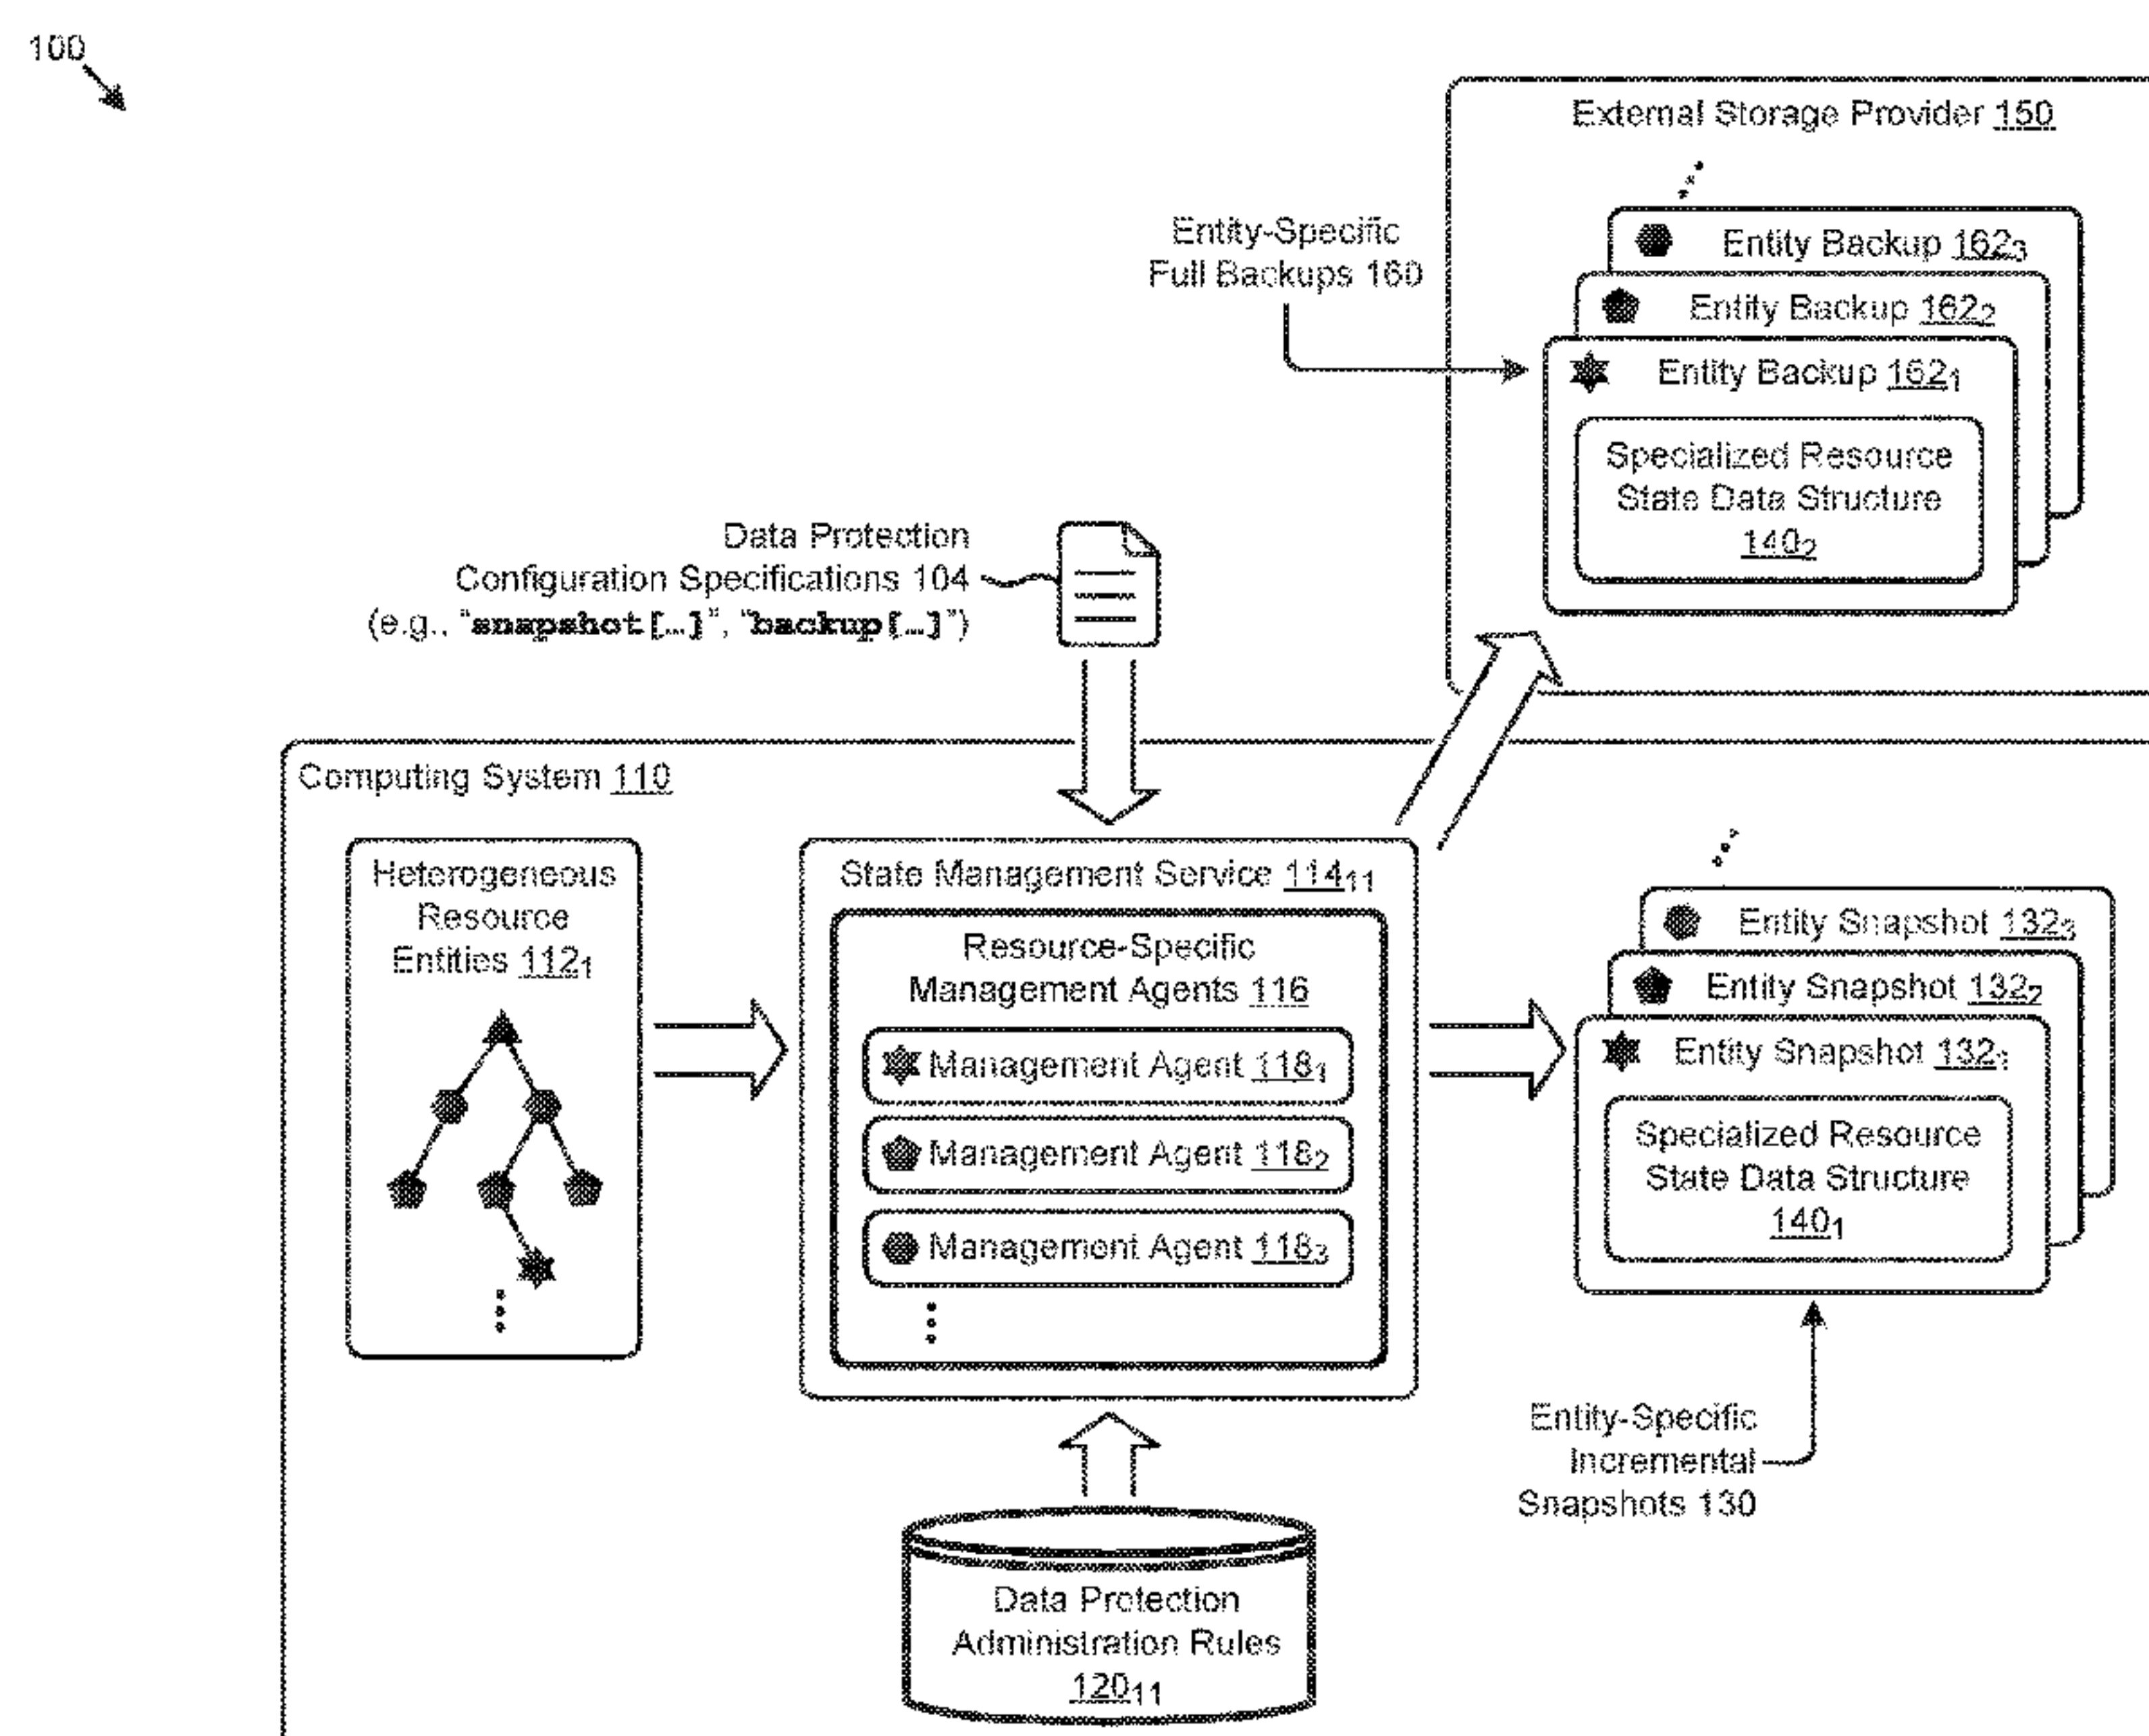 100
External Storage Provider 150
Entity-Specific
Full Backups 160
Entity Backup 162₃
Entity Backup 162₂
Entity Backup 162₁
Specialized Resource
State Data Structure
140₂
Data Protection
Configuration Specifications 104
(e.g., “snapshot[…]”, “backup[…]”)
Computing System 110
Heterogeneous
Resource
Entities 112₁
State Management Service 114₁₁
Resource-Specific
Management Agents 116
Management Agent 118₁
Management Agent 118₂
Management Agent 118₃
Entity Snapshot 132₃
Entity Snapshot 132₂
Entity Snapshot 132₁
Specialized Resource
State Data Structure
140₁
Entity-Specific
Incremental
Snapshots 130
Data Protection
Administration Rules
120₁₁